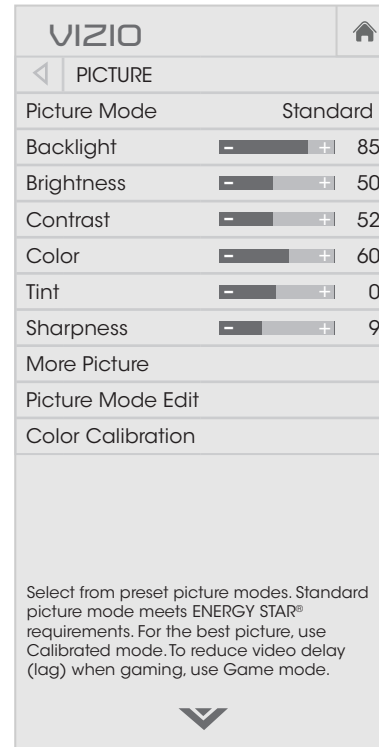 VIZIO
PICTURE
Picture Mode Standard
Backlight - + 85
Brightness - + 50
Contrast - + 52
Color - + 60
Tint - + 0
Sharpness - + 9
More Picture
Picture Mode Edit
Color Calibration
Select from preset picture modes. Standard
picture mode meets ENERGY STAR®
requirements. For the best picture, use
Calibrated mode. To reduce video delay
(lag) when gaming, use Game mode.